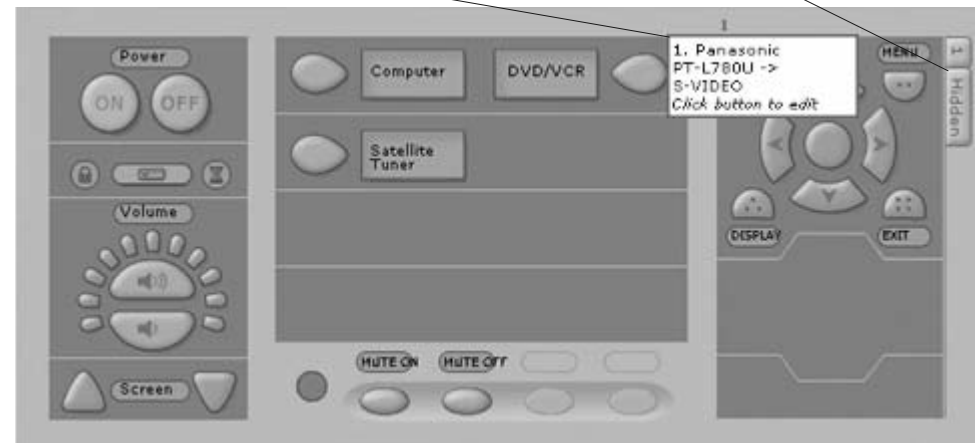 1
Power
ON
OFF
Volume
Screen
Computer
DVD/VCR
Satellite
Tuner
MUTE ON
MUTE OFF
1. Panasonic
PT-L780U ->
S-VIDEO
Click button to edit
MENU
DISPLAY
EXIT
1
Hidden